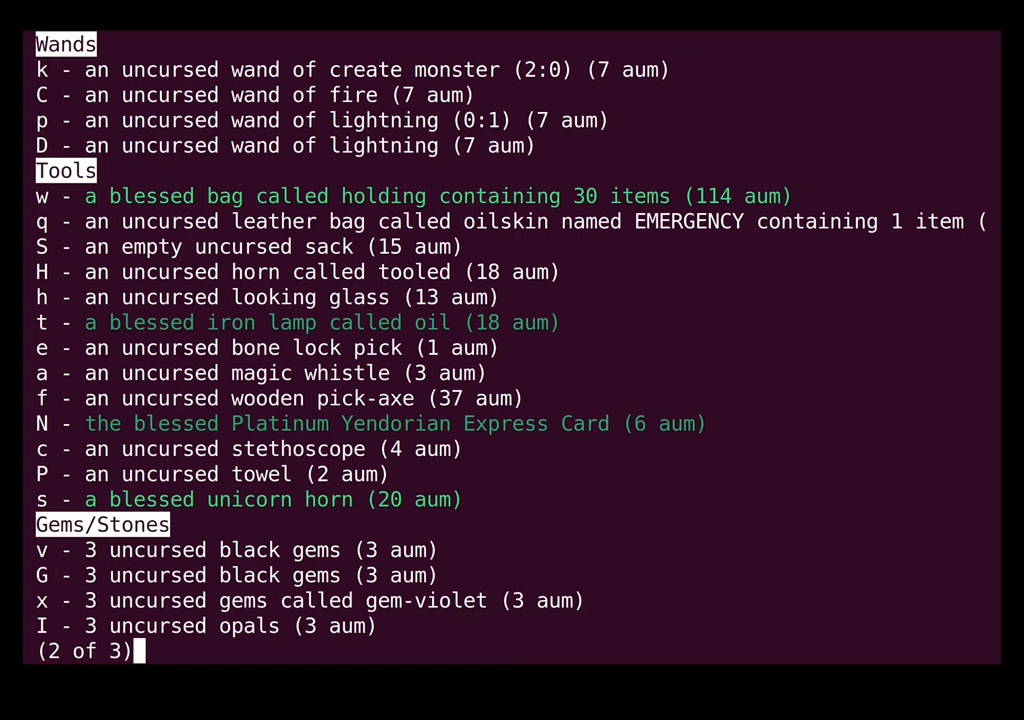 Wands
k - an uncursed wand of create monster (2:0) (7 aum)
C - an uncursed wand of fire (7 aum)
p - an uncursed wand of lightning (0:1) (7 aum)
D - an uncursed wand of lightning (7 aum)
Tools
w - a blessed bag called holding containing 30 items (114 aum)
q - an uncursed leather bag called oilskin named EMERGENCY containing 1 item (
S - an empty uncursed sack (15 aum)
H - an uncursed horn called tooled (18 aum)
h - an uncursed looking glass (13 aum)
t - a blessed iron lamp called oil (18 aum)
e - an uncursed bone lock pick (1 aum)
a - an uncursed magic whistle (3 aum)
f - an uncursed wooden pick-axe (37 aum)
N - the blessed Platinum Yendorian Express Card (6 aum)
c - an uncursed stethoscope (4 aum)
P - an uncursed towel (2 aum)
s - a blessed unicorn horn (20 aum)
Gems/Stones
v - 3 uncursed black gems (3 aum)
G - 3 uncursed black gems (3 aum)
x - 3 uncursed gems called gem-violet (3 aum)
I - 3 uncursed opals (3 aum)
(2 of 3)